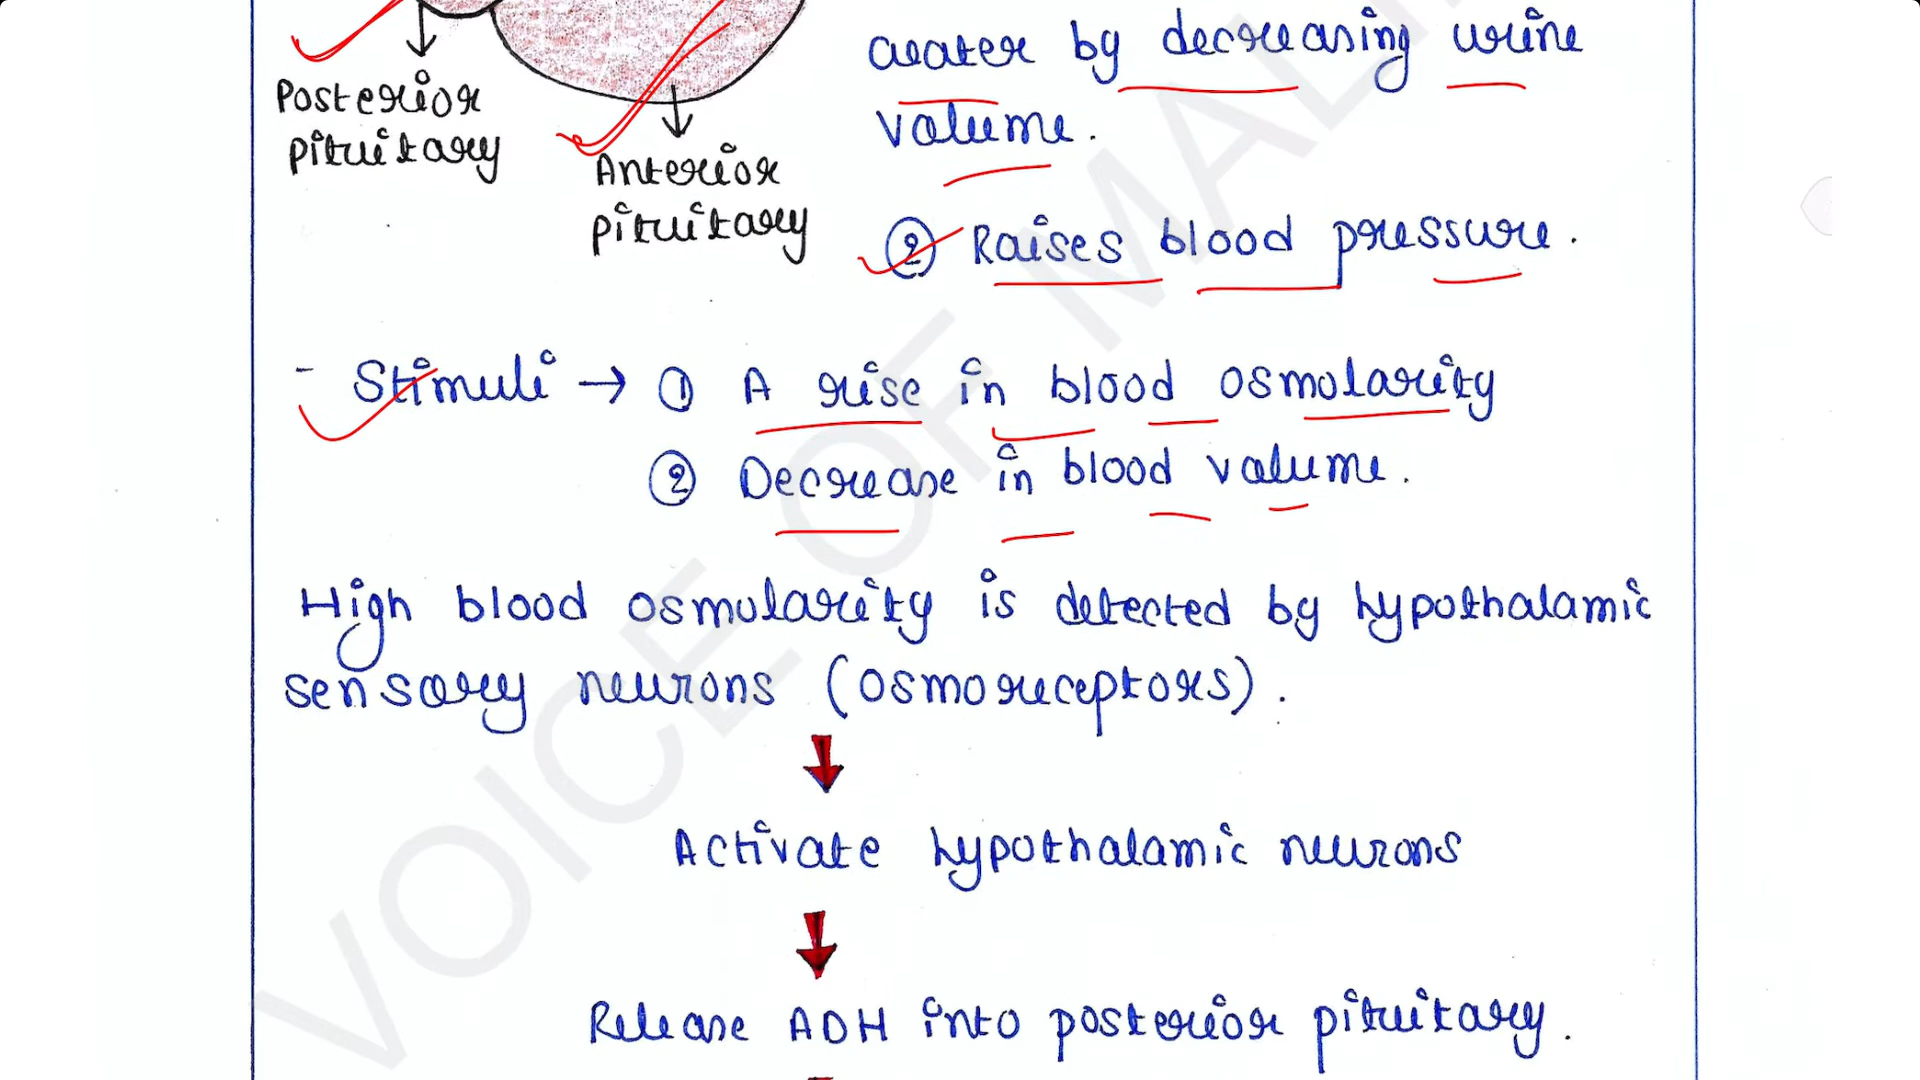 Posterior
pituitary
Anterior
pituitary
water by decreasing urine
volume.
② Raises blood pressure.
- Stimuli → ① A rise in blood osmolarity
② Decrease in blood volume.
High blood osmolarity is detected by hypothalamic
sensory neurons (osmoreceptors).
Activate hypothalamic neurons
Release ADH into posterior pituitary.
VOICE OF